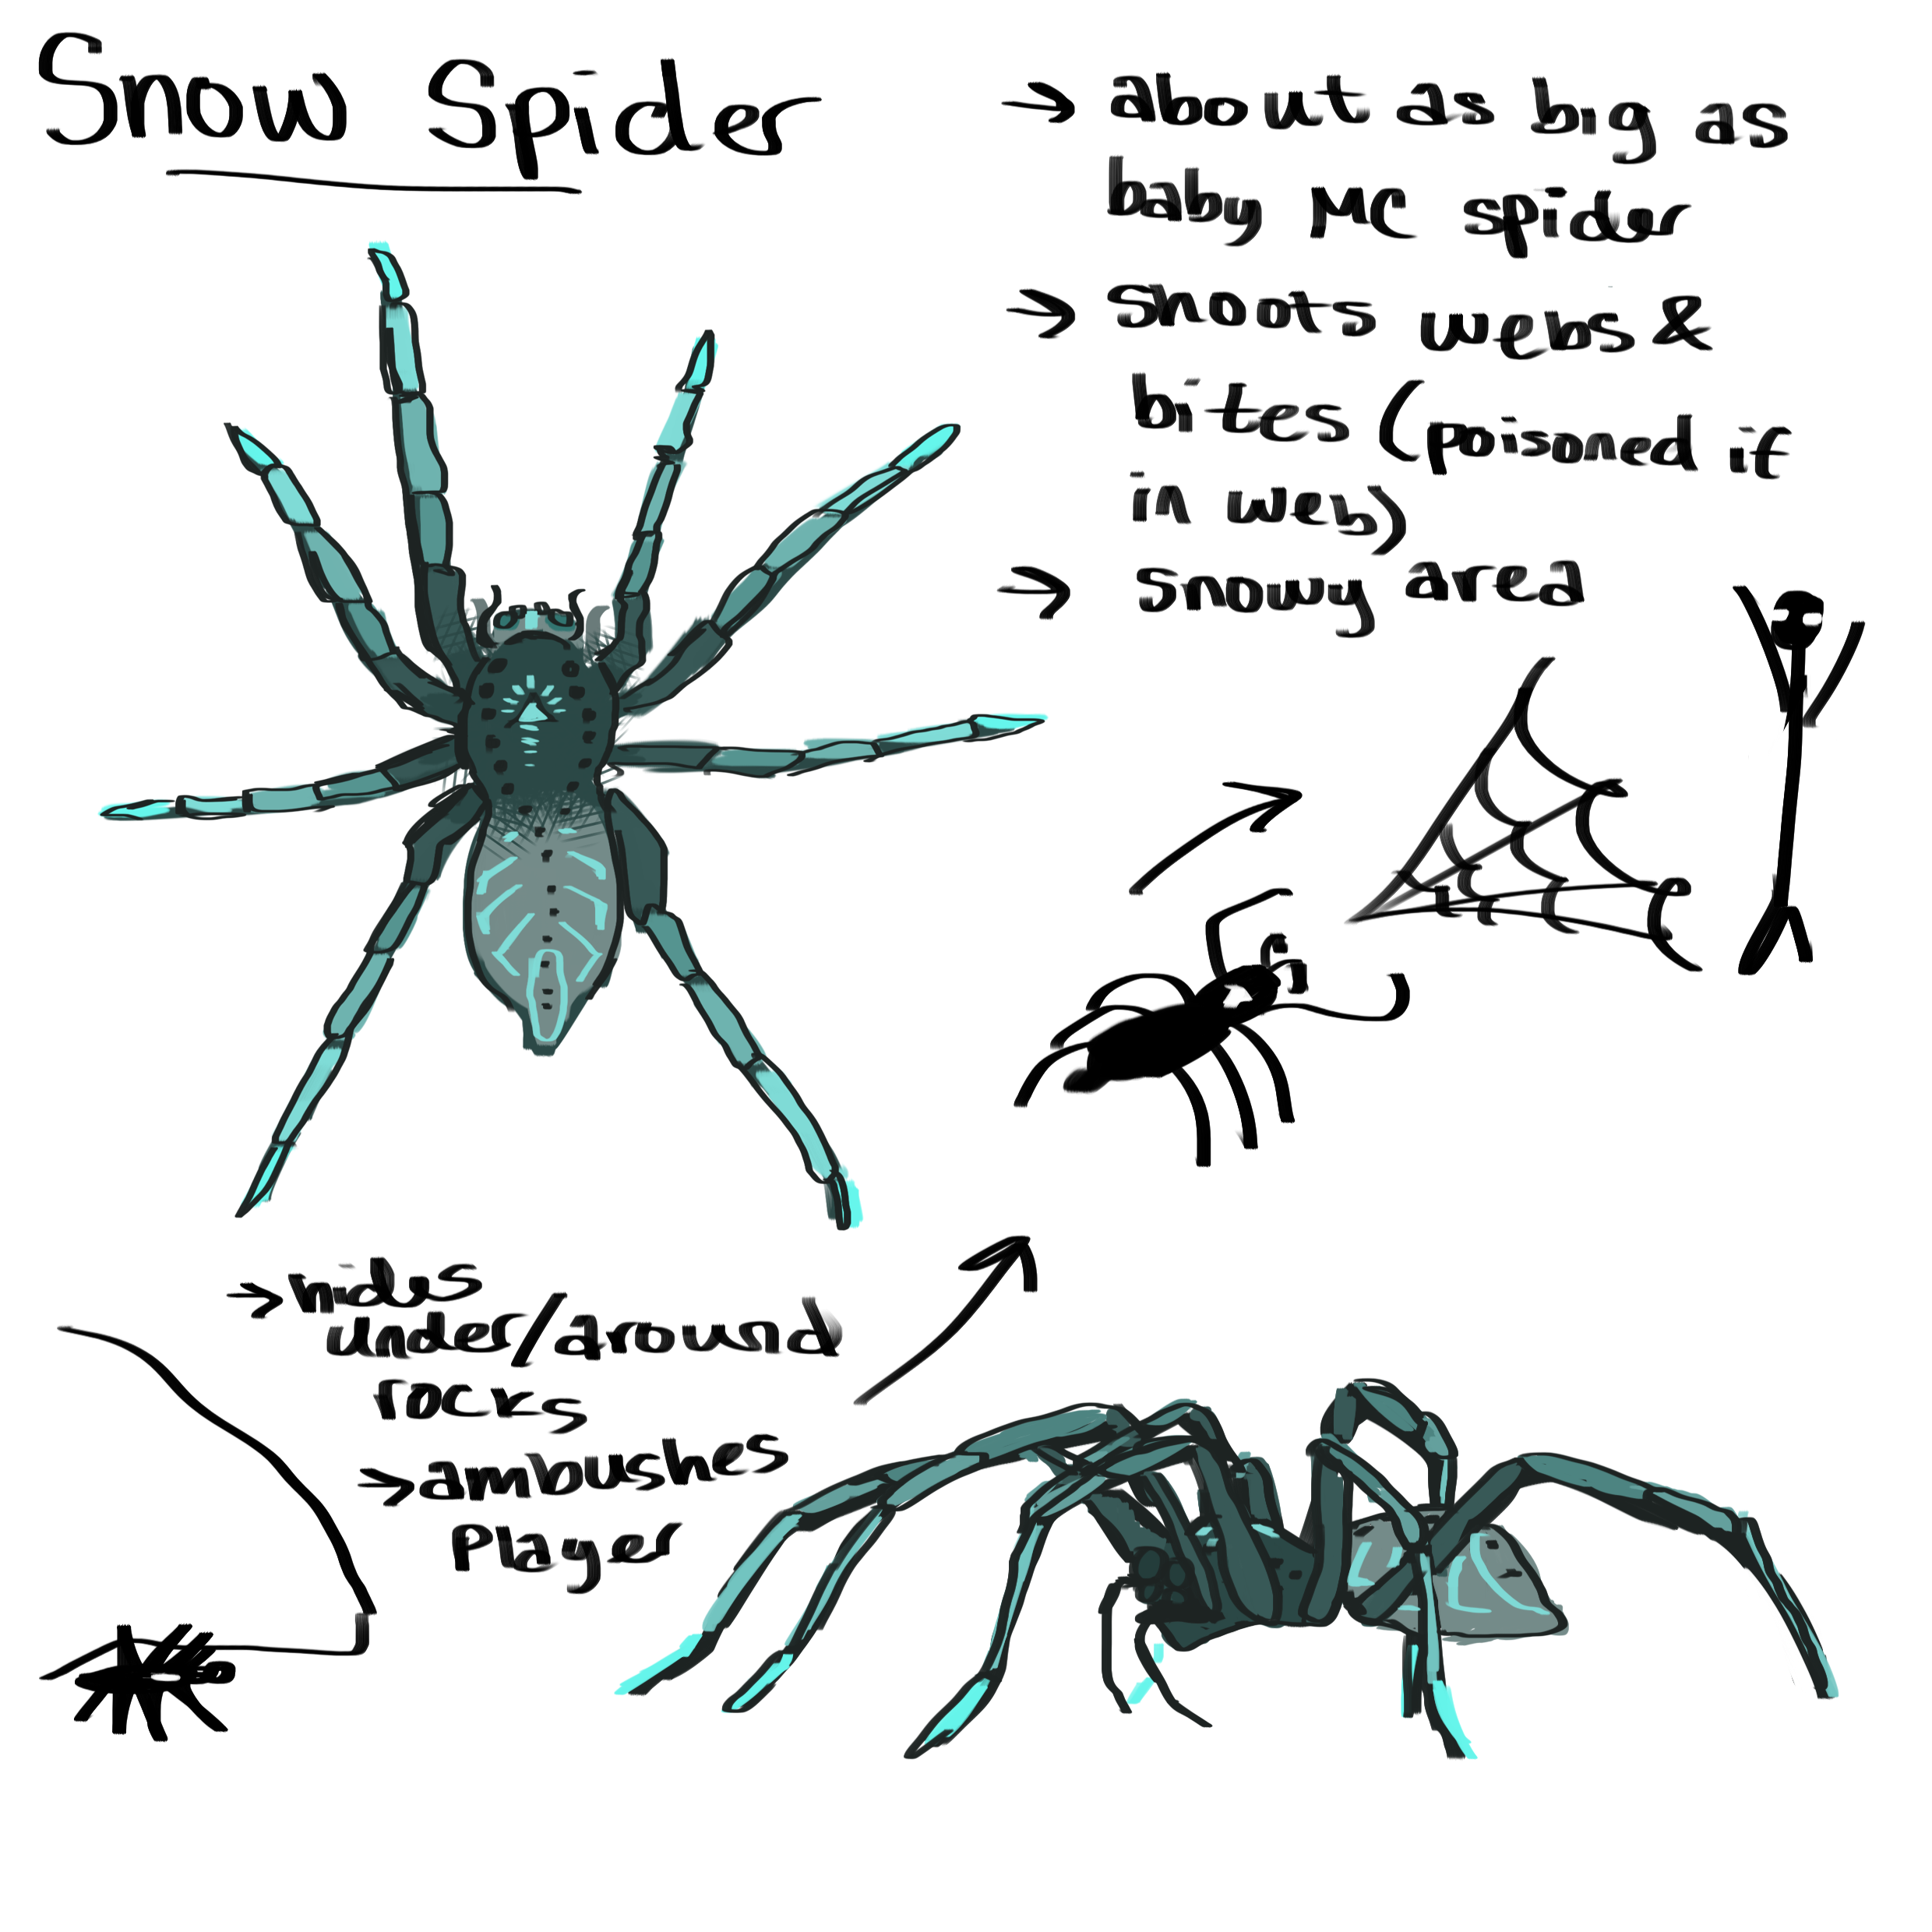 Snow Spider
→ about as big as
baby MC spider
→ shoots webs &
bites (poisoned if
in web)
→ snowy area
→ hides
under/around
rocks
→ ambushes
player